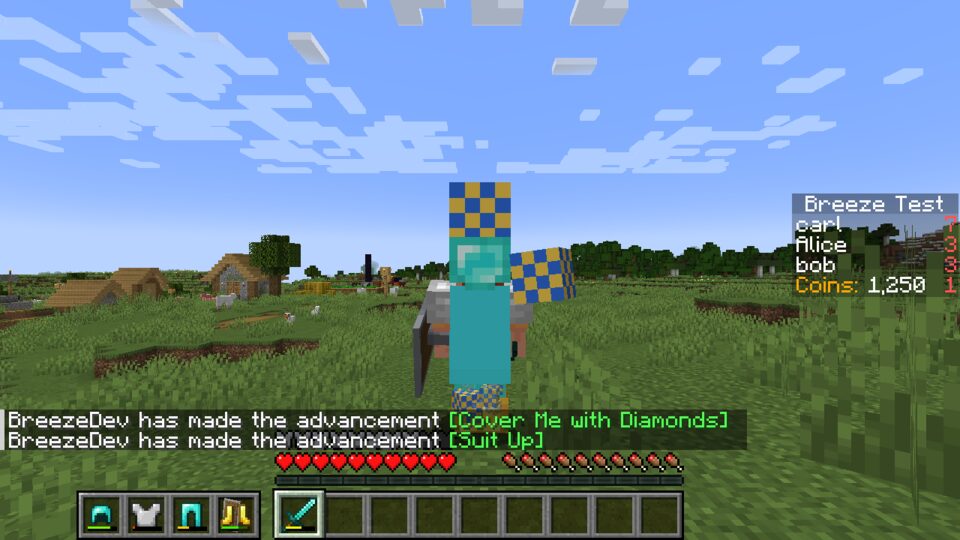 Breeze Test
carl 7
Alice 3
bob 3
Coins: 1,250 1
BreezeDev has made the advancement [Cover Me with Diamonds]
BreezeDev has made the advancement [Suit Up]